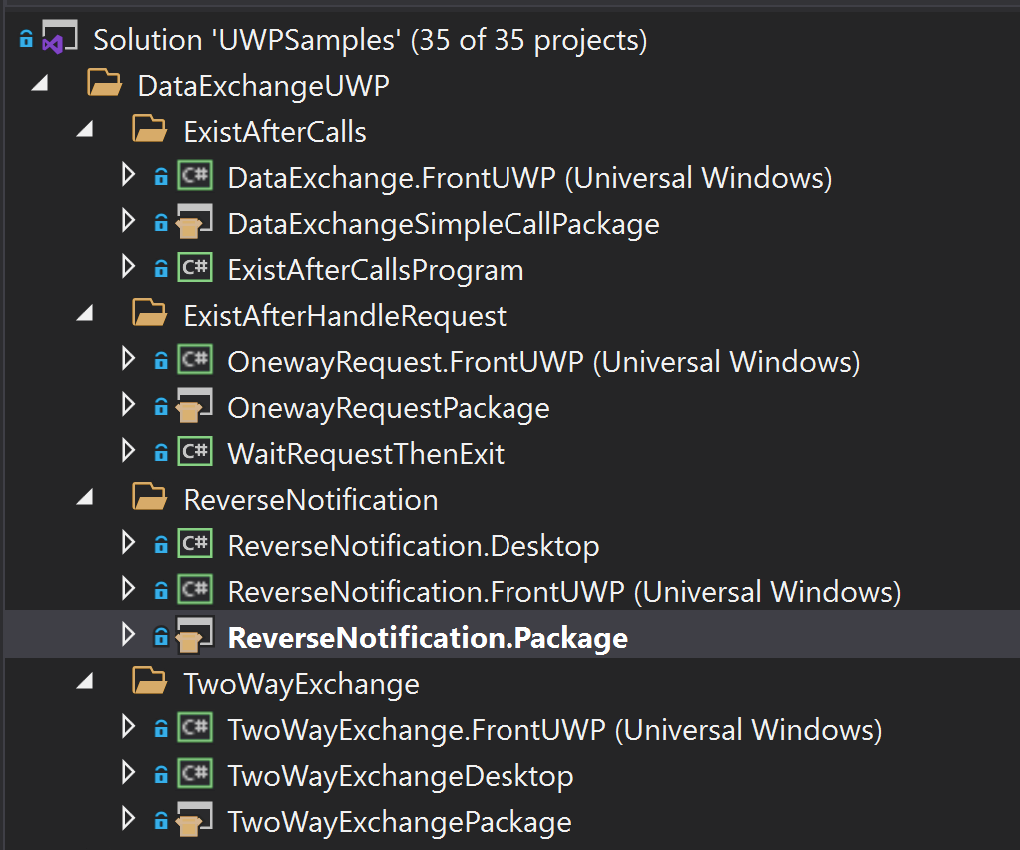 Solution 'UWPSamples' (35 of 35 projects)
DataExchangeUWP
ExistAfterCalls
C# DataExchange.FrontUWP (Universal Windows)
DataExchangeSimpleCallPackage
C# ExistAfterCallsProgram
ExistAfterHandleRequest
C# OnewayRequest.FrontUWP (Universal Windows)
OnewayRequestPackage
C# WaitRequestThenExit
ReverseNotification
C# ReverseNotification.Desktop
C# ReverseNotification.FrontUWP (Universal Windows)
ReverseNotification.Package
TwoWayExchange
C# TwoWayExchange.FrontUWP (Universal Windows)
C# TwoWayExchangeDesktop
TwoWayExchangePackage